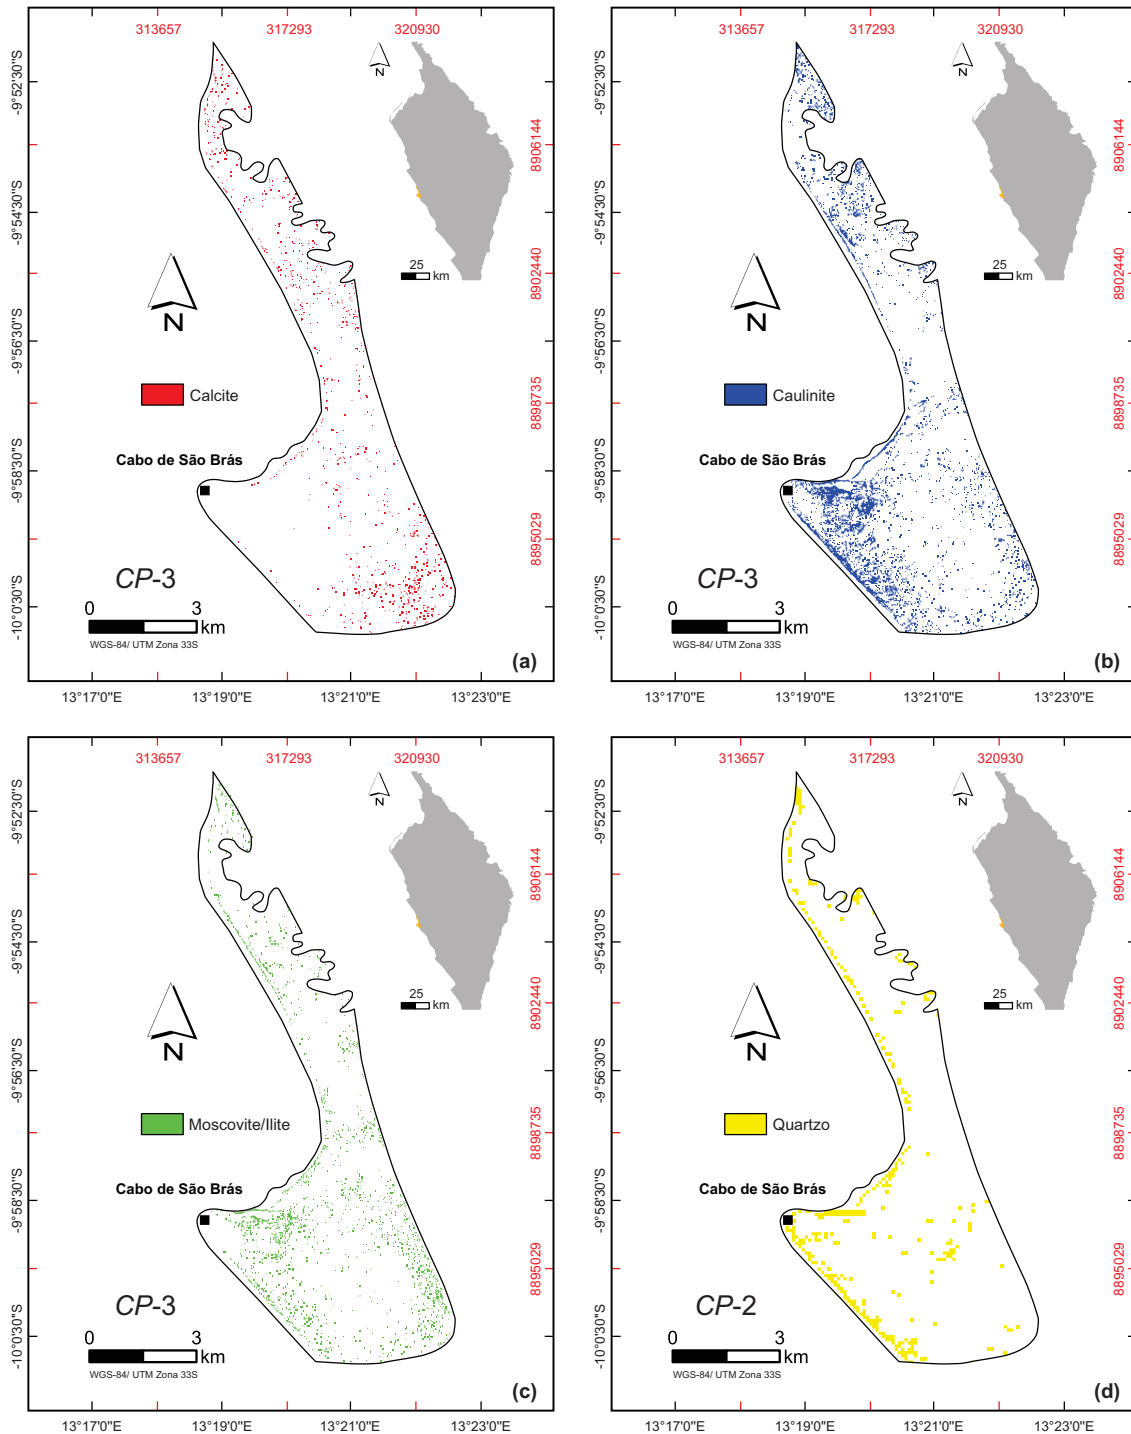 313657 317293 320930
313657 317293 320930
-9°52'30"S
-9°54'30"S
-9°56'30"S
-9°58'30"S
-10°0'30"S
8906144
8902440
8898735
8895029
N
25
km
N
Calcite
Cabo de São Brás
CP-3
0 3
km
WGS-84/ UTM Zona 33S
(a)
13°17'0"E 13°19'0"E 13°21'0"E 13°23'0"E
-9°52'30"S
-9°54'30"S
-9°56'30"S
-9°58'30"S
-10°0'30"S
8906144
8902440
8898735
8895029
N
25
km
N
Caulinite
Cabo de São Brás
CP-3
0 3
km
WGS-84/ UTM Zona 33S
(b)
13°17'0"E 13°19'0"E 13°21'0"E 13°23'0"E
313657 317293 320930
-9°52'30"S
-9°54'30"S
-9°56'30"S
-9°58'30"S
-10°0'30"S
8906144
8902440
8898735
8895029
N
25
km
N
Moscovite/Ilite
Cabo de São Brás
CP-3
0 3
km
WGS-84/ UTM Zona 33S
(c)
13°17'0"E 13°19'0"E 13°21'0"E 13°23'0"E
313657 317293 320930
-9°52'30"S
-9°54'30"S
-9°56'30"S
-9°58'30"S
-10°0'30"S
8906144
8902440
8898735
8895029
N
25
km
N
Quartzo
Cabo de São Brás
CP-2
0 3
km
WGS-84/ UTM Zona 33S
(d)
13°17'0"E 13°19'0"E 13°21'0"E 13°23'0"E